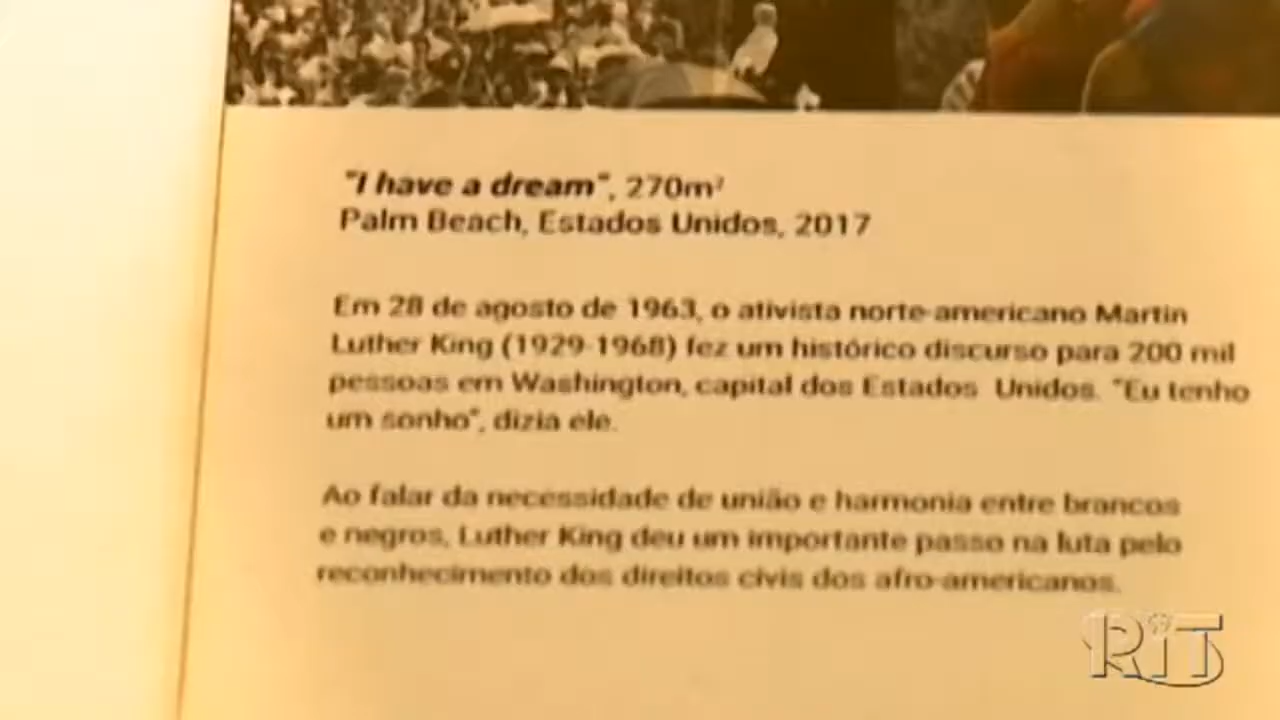 "I have a dream", 270m²
Palm Beach, Estados Unidos, 2017
Em 28 de agosto de 1963, o ativista norte-americano Martin
Luther King (1929-1968) fez um histórico discurso para 200 mil
pessoas em Washington, capital dos Estados Unidos. "Eu tenho
um sonho", dizia ele.
Ao falar da necessidade de união e harmonia entre brancos
e negros, Luther King deu um importante passo na luta pelo
reconhecimento dos direitos civis dos afro-americanos.
RiT